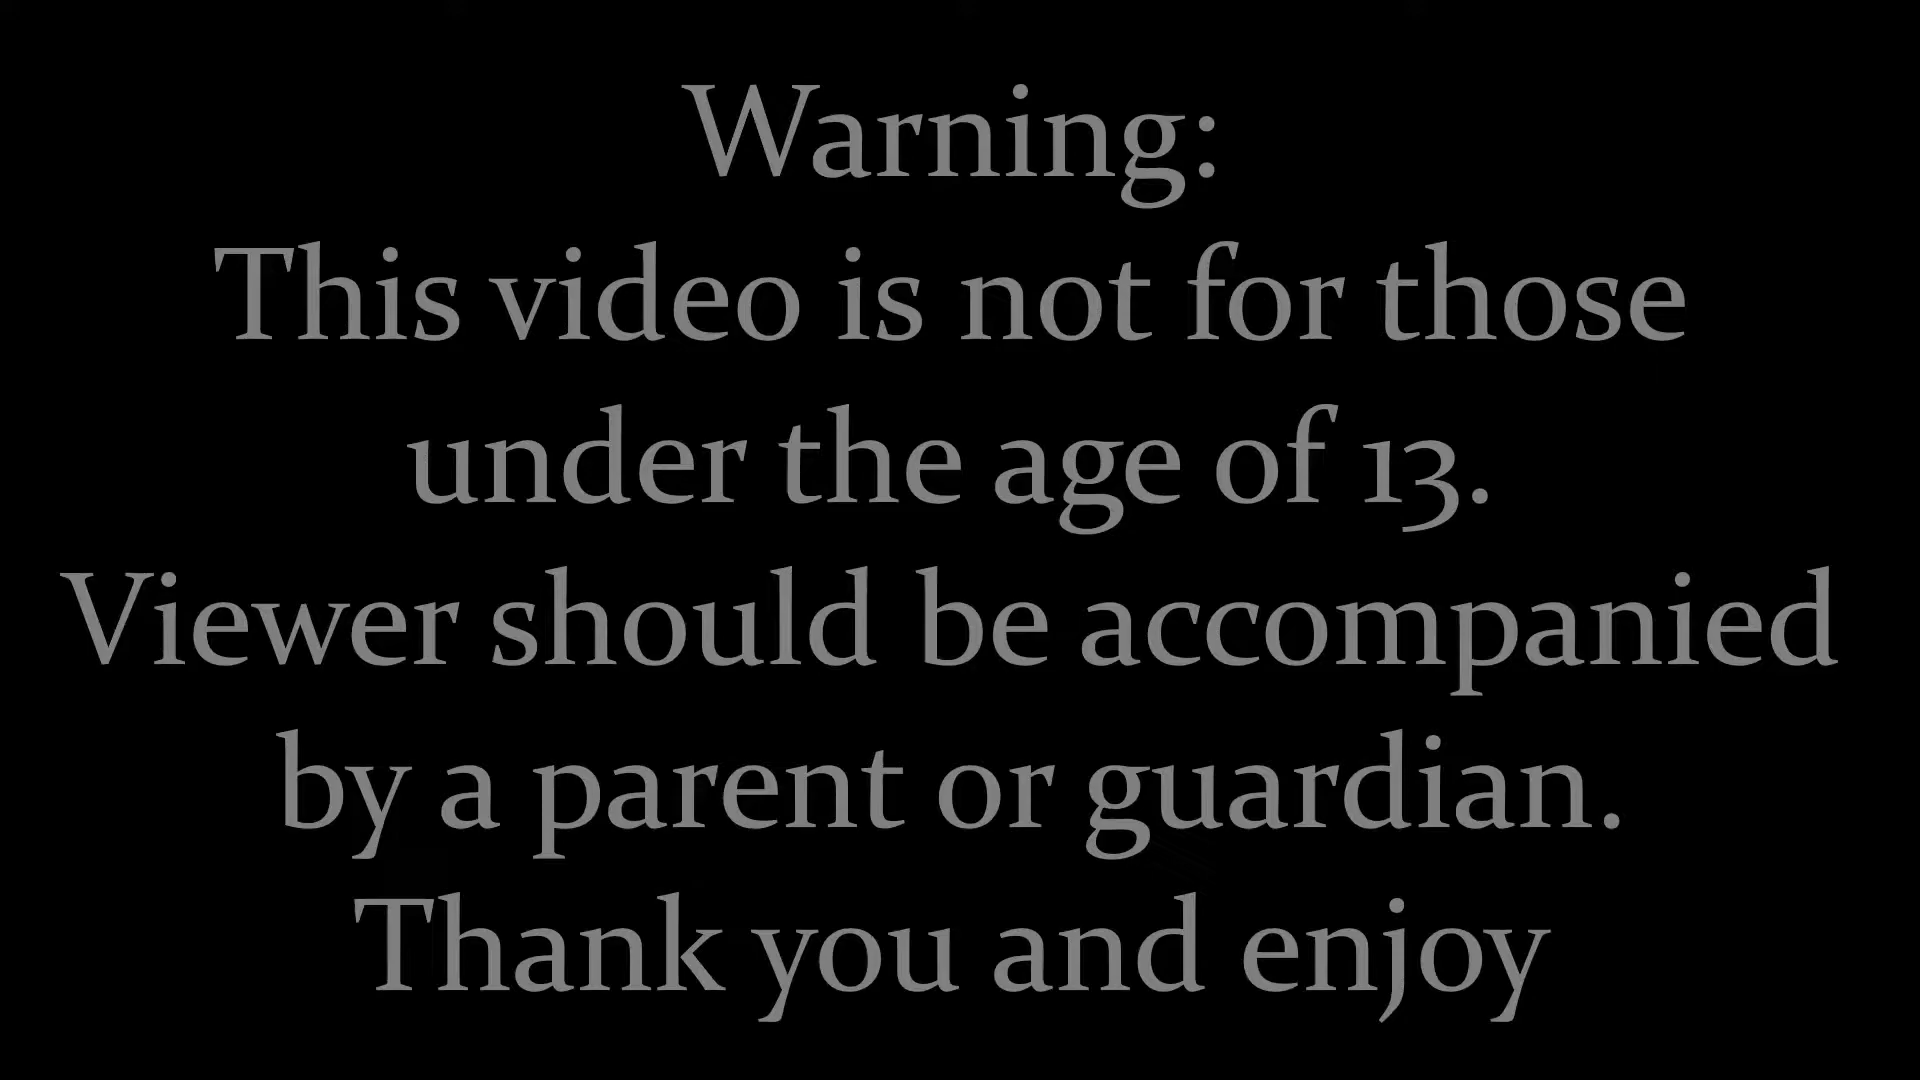 Warning:
This video is not for those
under the age of 13.
Viewer should be accompanied
by a parent or guardian.
Thank you and enjoy